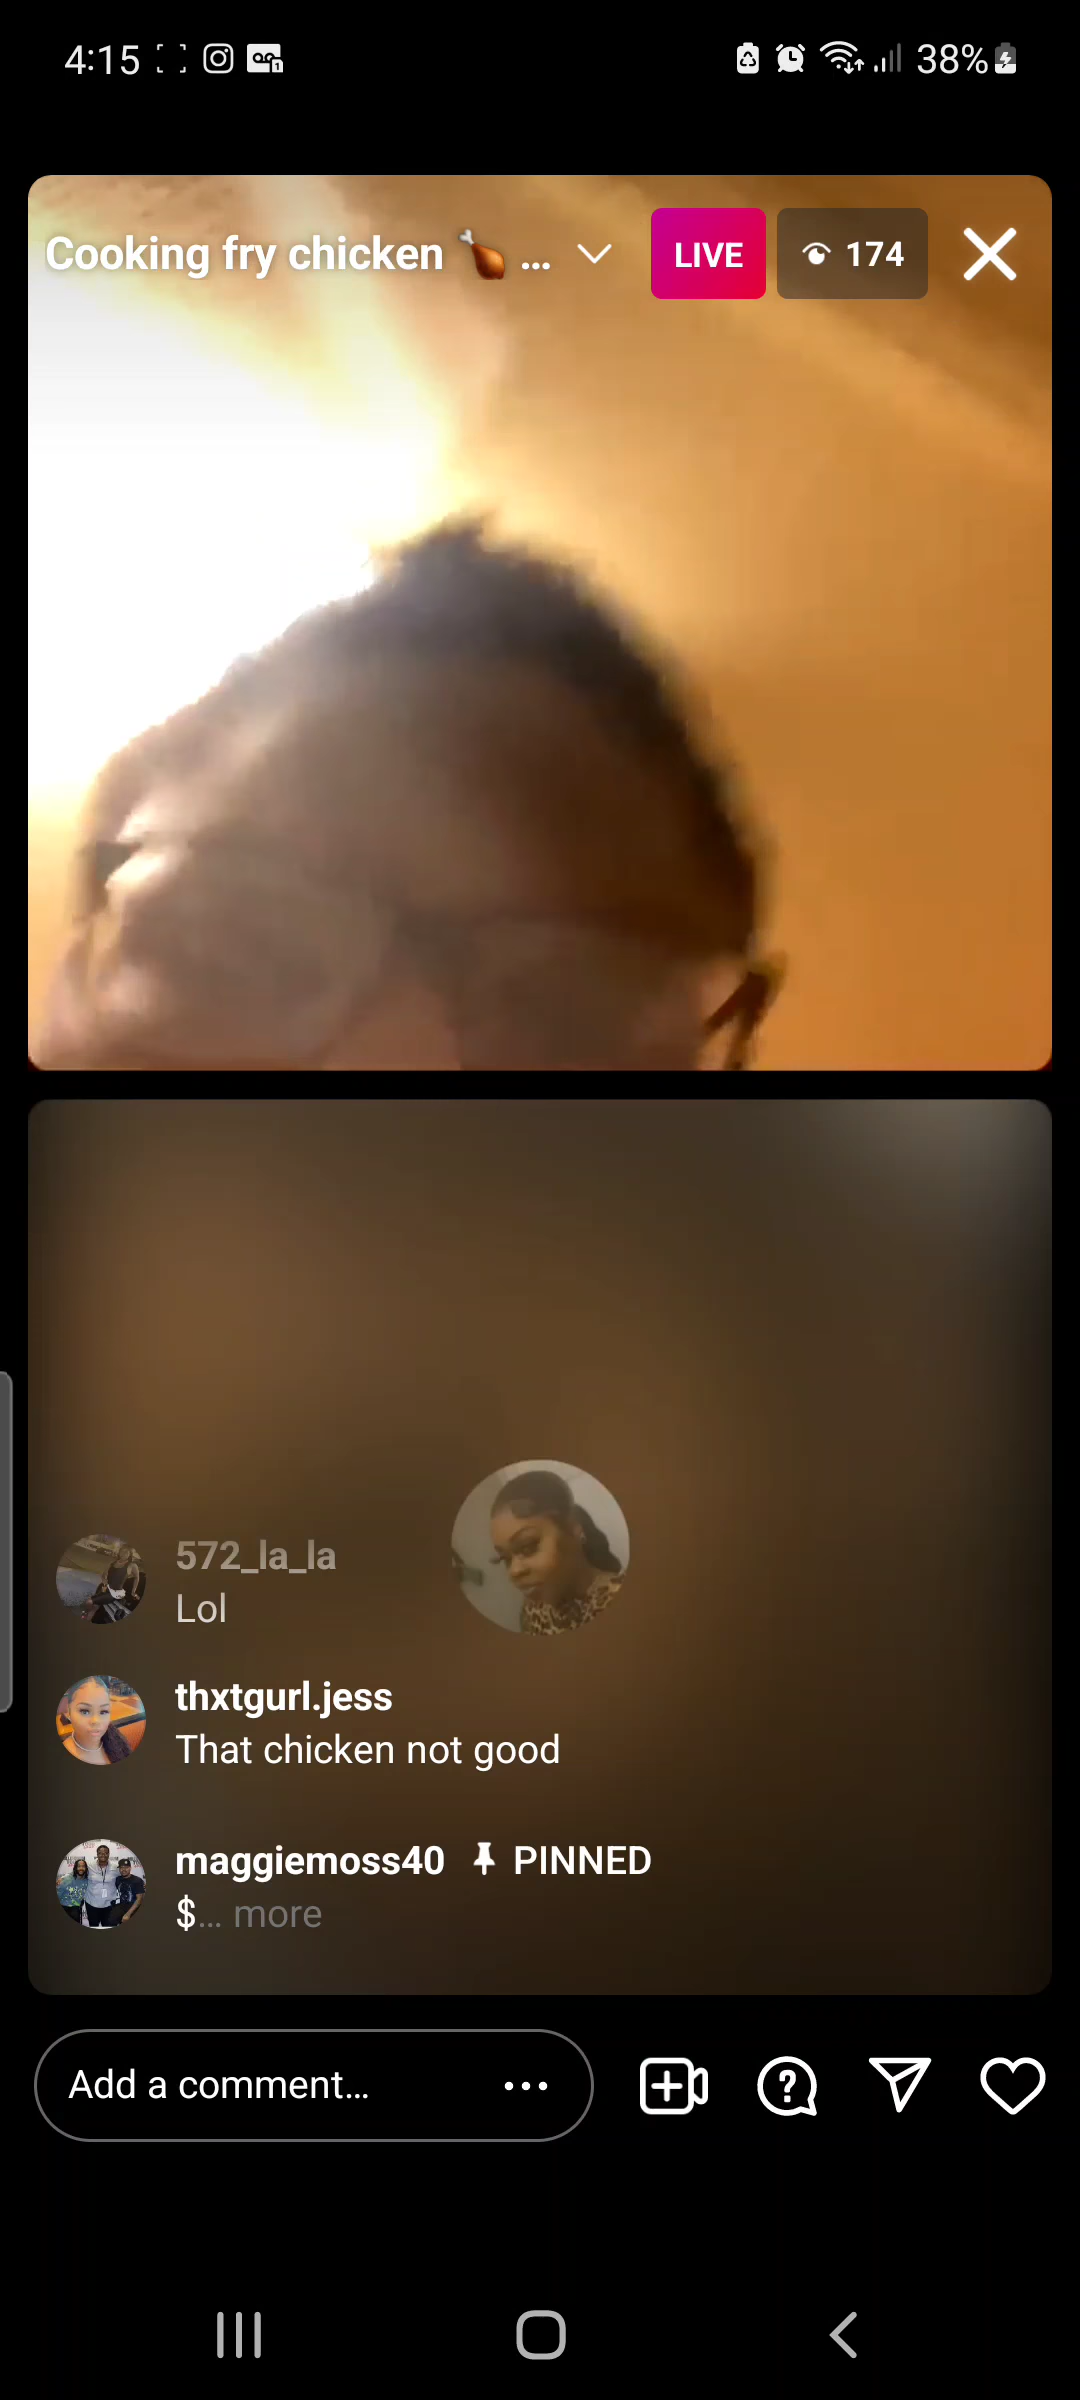 4:15 38%
Cooking fry chicken 🍗 ... LIVE 174
572_la_la
Lol
thxtgurl.jess
That chicken not good
maggiemoss40 PINNED
$... more
Add a comment...